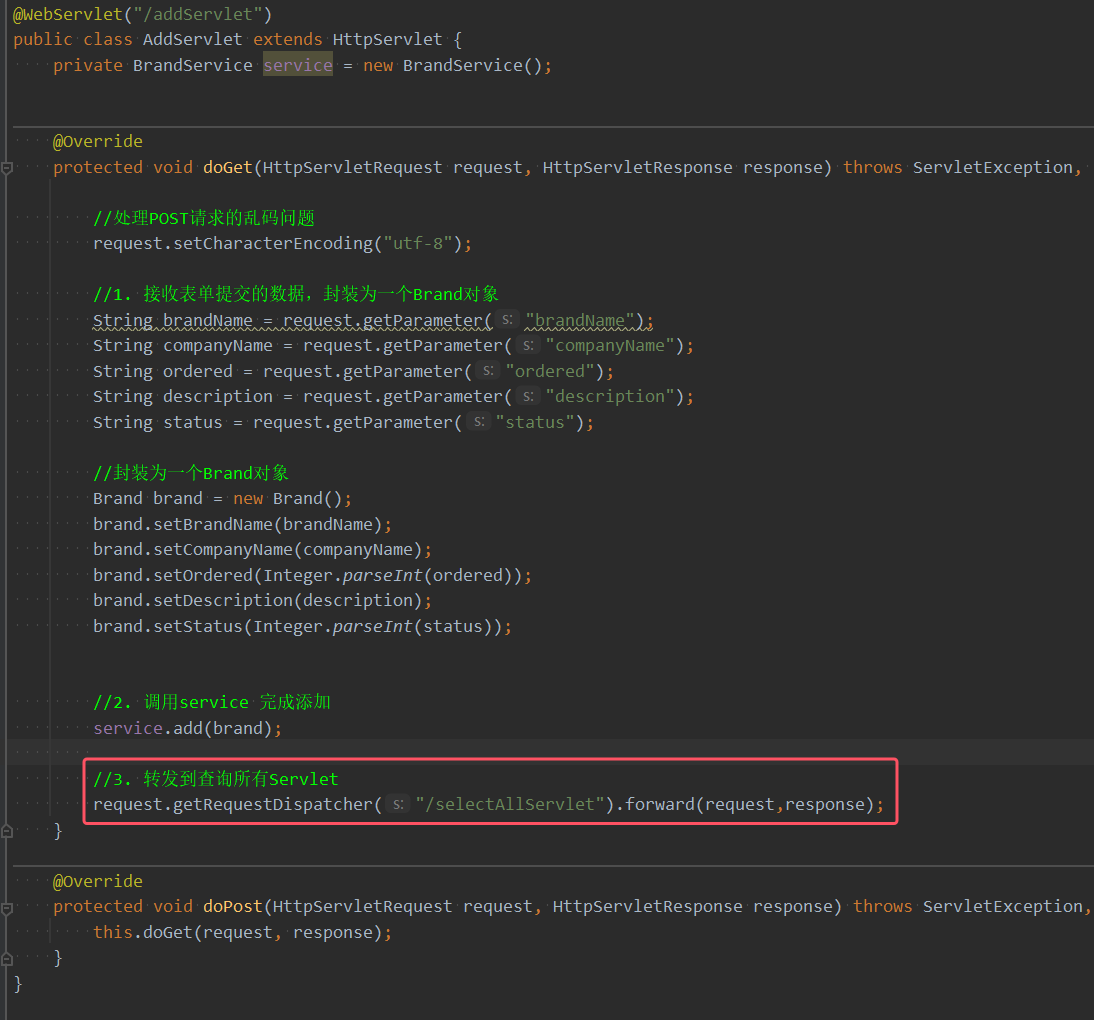 @WebServlet("/addServlet")
public class AddServlet extends HttpServlet {
    private BrandService service = new BrandService();
    @Override
    protected void doGet(HttpServletRequest request, HttpServletResponse response) throws ServletException,
        //处理POST请求的乱码问题
        request.setCharacterEncoding("utf-8");
        //1. 接收表单提交的数据，封装为一个Brand对象
        String brandName = request.getParameter( s: "brandName");
        String companyName = request.getParameter( s: "companyName");
        String ordered = request.getParameter( s: "ordered");
        String description = request.getParameter( s: "description");
        String status = request.getParameter( s: "status");
        //封装为一个Brand对象
        Brand brand = new Brand();
        brand.setBrandName(brandName);
        brand.setCompanyName(companyName);
        brand.setOrdered(Integer.parseInt(ordered));
        brand.setDescription(description);
        brand.setStatus(Integer.parseInt(status));
        //2. 调用service 完成添加
        service.add(brand);
        //3. 转发到查询所有Servlet
        request.getRequestDispatcher( s: "/selectAllServlet").forward(request,response);
    }
    @Override
    protected void doPost(HttpServletRequest request, HttpServletResponse response) throws ServletException,
        this.doGet(request, response);
    }
}